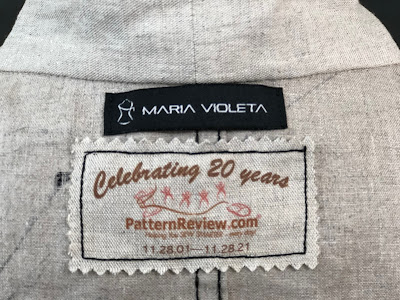 MARIA VIOLETA
Celebrating 20 years
PatternReview.com
11.28.01—11.28.21